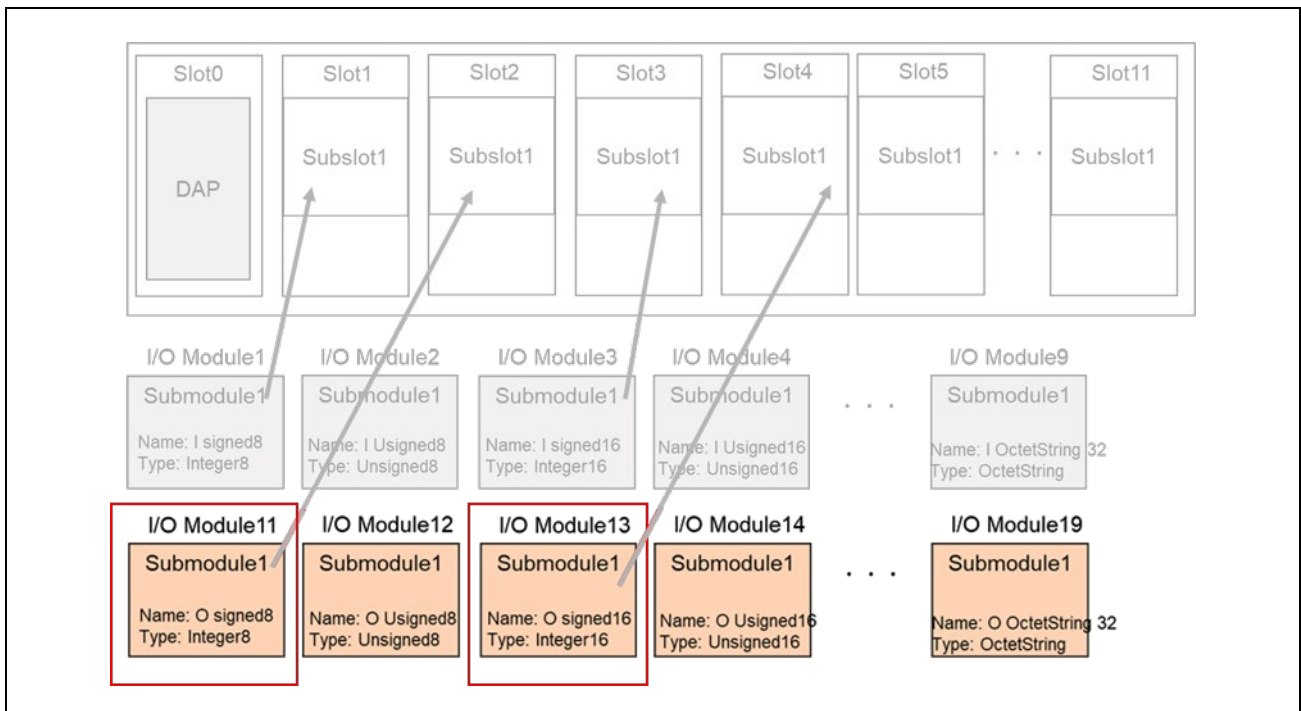 Slot0 Slot1 Slot2 Slot3 Slot4 Slot5 Slot11
DAP Subslot1 Subslot1 Subslot1 Subslot1 Subslot1 . . . Subslot1
I/O Module1 I/O Module2 I/O Module3 I/O Module4 I/O Module9
Submodule1 Submodule1 Submodule1 Submodule1 . . . Submodule1
Name: I signed8 Name: I Usigned8 Name: I signed16 Name: I Usigned16 Name: I OctetString 32
Type: Integer8 Type: Unsigned8 Type: Integer16 Type: Unsigned16 Type: OctetString
I/O Module11 I/O Module12 I/O Module13 I/O Module14 I/O Module19
Submodule1 Submodule1 Submodule1 Submodule1 . . . Submodule1
Name: O signed8 Name: O Usigned8 Name: O signed16 Name: O Usigned16 Name: O OctetString 32
Type: Integer8 Type: Unsigned8 Type: Integer16 Type: Unsigned16 Type: OctetString